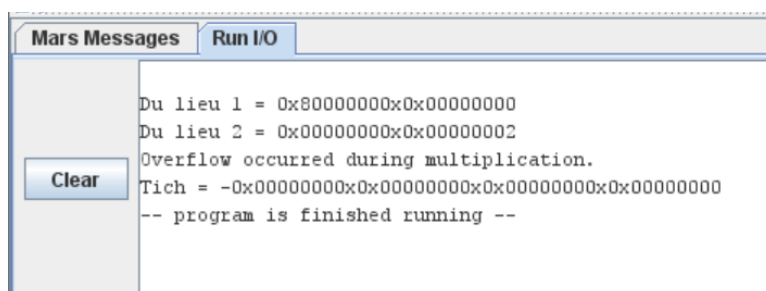 Mars Messages Run I/O
Du lieu 1 = 0x80000000x0x00000000
Du lieu 2 = 0x00000000x0x00000002
Overflow occurred during multiplication.
Clear
Tich = -0x00000000x0x00000000x0x00000000x0x00000000
-- program is finished running --